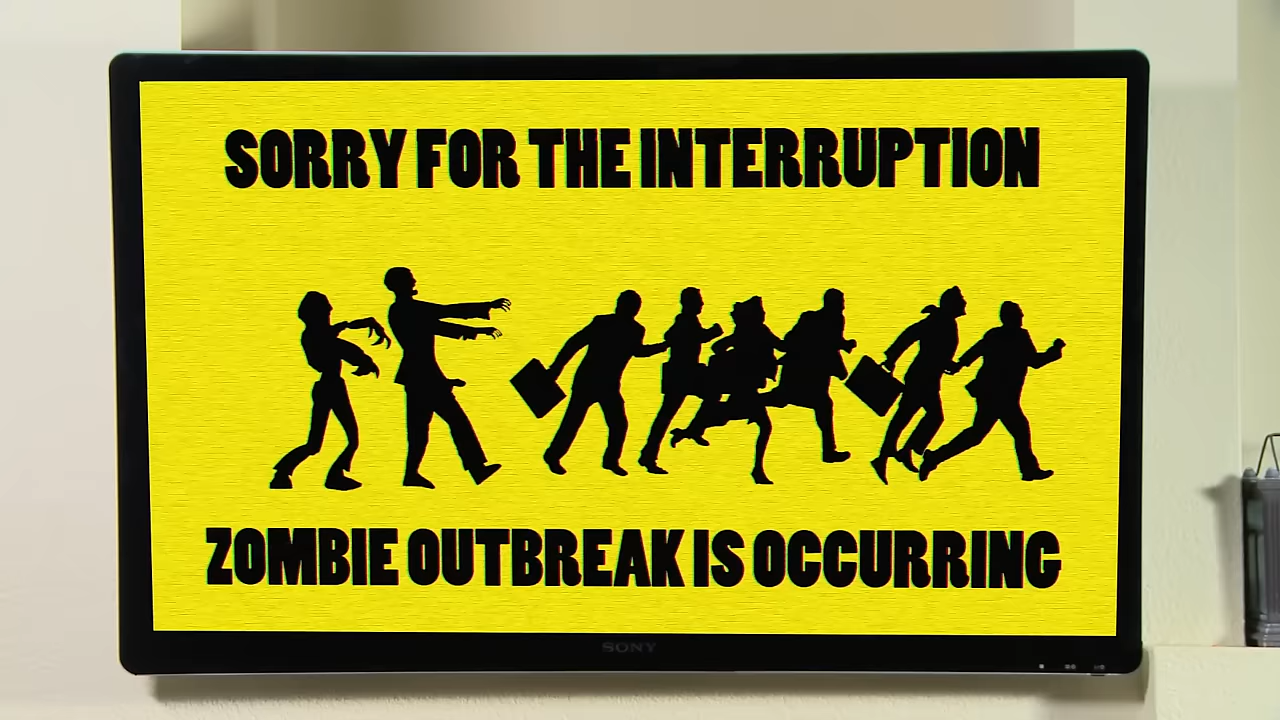 SORRY FOR THE INTERRUPTION
ZOMBIE OUTBREAK IS OCCURRING
SONY